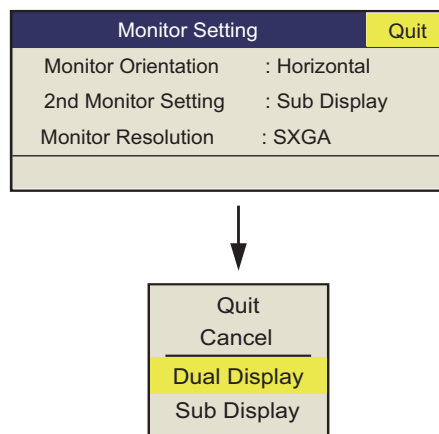 Monitor Setting Quit
Monitor Orientation : Horizontal
2nd Monitor Setting : Sub Display
Monitor Resolution : SXGA
Quit
Cancel
Dual Display
Sub Display